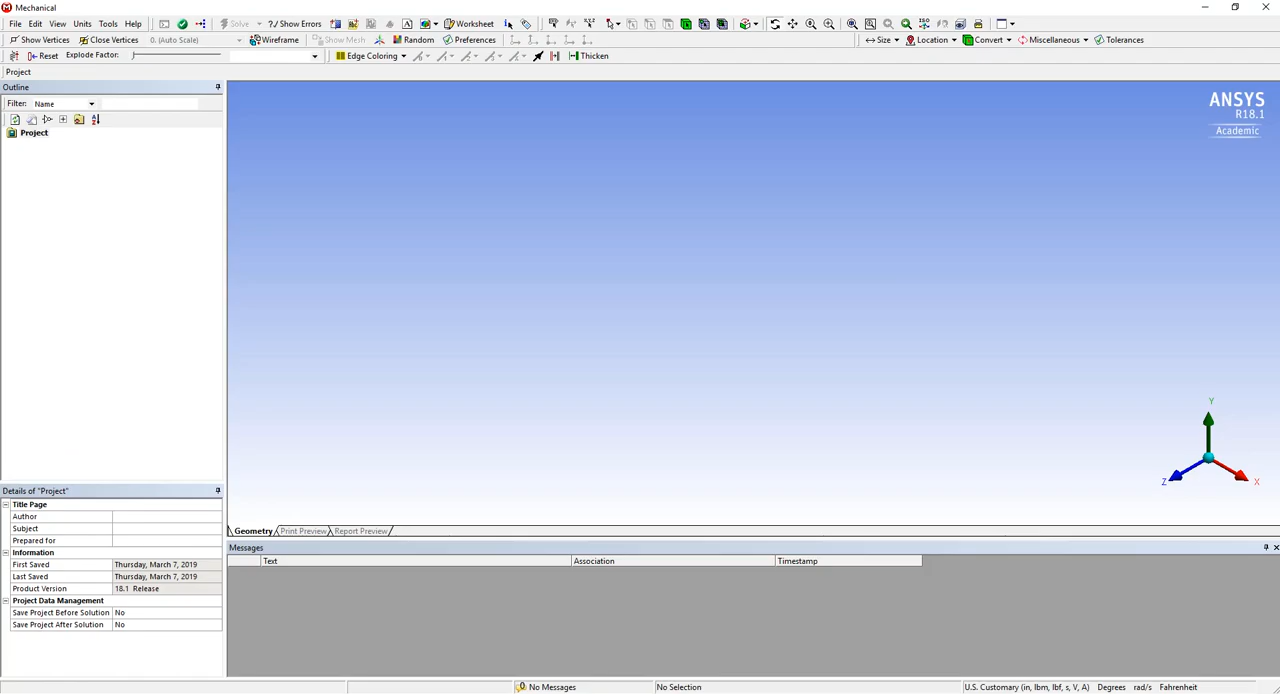 Mechanical
File Edit View Units Tools Help Solve ?/ Show Errors A Worksheet
Show Vertices Close Vertices 0. (Auto Scale) Wireframe Show Mesh Random Preferences Size Location Convert Miscellaneous Tolerances
Reset Explode Factor: Edge Coloring Thicken
Project
Outline
Filter: Name
Project
ANSYS
R18.1
Academic
Y
Z X
Details of "Project"
Title Page
Author
Subject
Prepared for
Information
First Saved Thursday, March 7, 2019
Last Saved Thursday, March 7, 2019
Product Version 18.1 Release
Project Data Management
Save Project Before Solution No
Save Project After Solution No
Geometry Print Preview Report Preview
Messages
Text Association Timestamp
0 No Messages No Selection U.S. Customary (in, lbm, lbf, s, V, A) Degrees rad/s Fahrenheit